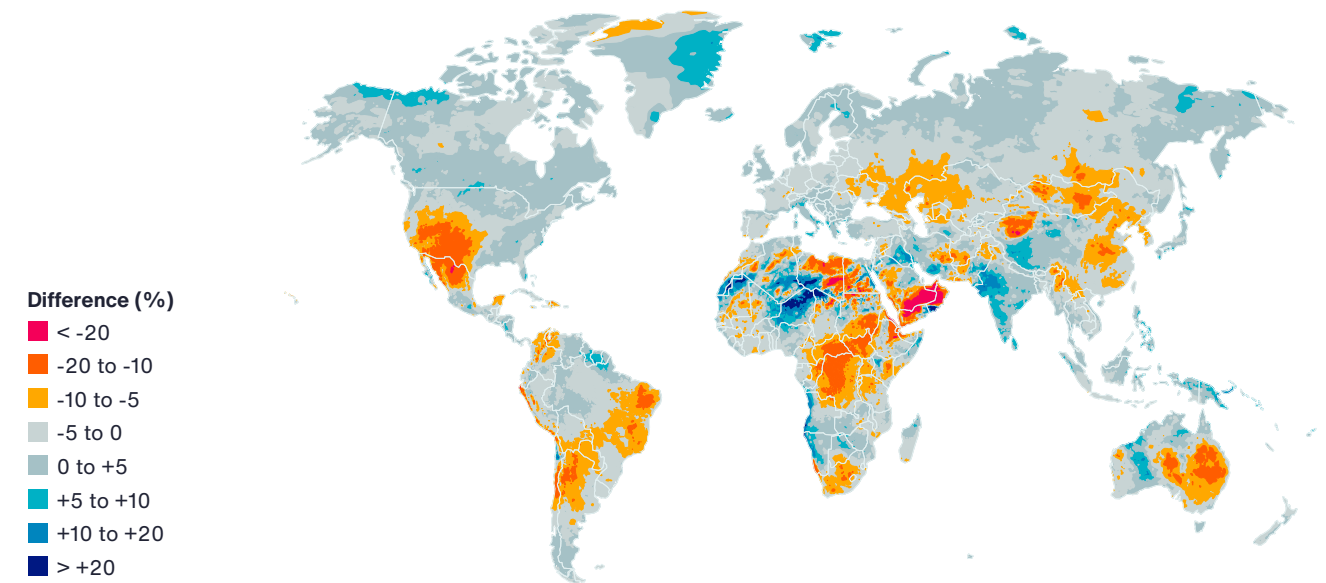 Difference (%)
< -20
-20 to -10
-10 to -5
-5 to 0
0 to +5
+5 to +10
+10 to +20
> +20